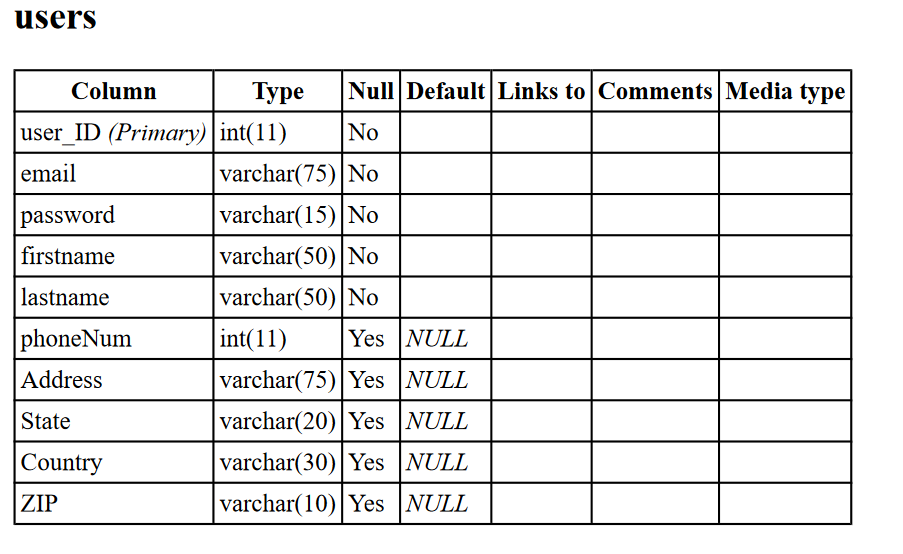 users
Column Type Null Default Links to Comments Media type
user_ID (Primary) int(11) No
email varchar(75) No
password varchar(15) No
firstname varchar(50) No
lastname varchar(50) No
phoneNum int(11) Yes NULL
Address varchar(75) Yes NULL
State varchar(20) Yes NULL
Country varchar(30) Yes NULL
ZIP varchar(10) Yes NULL